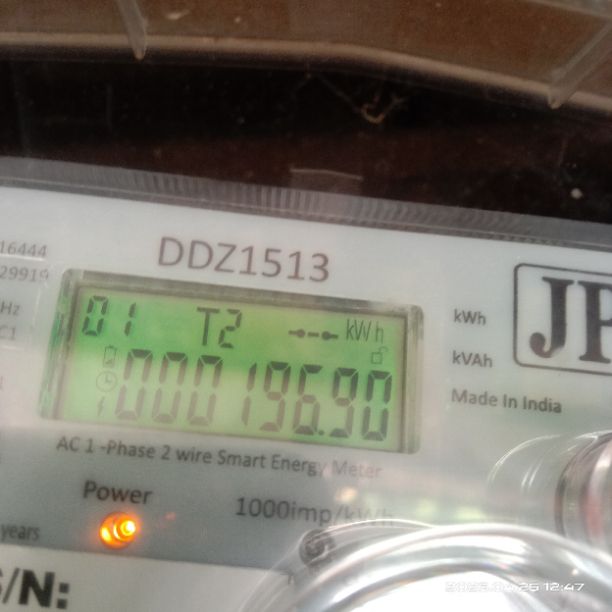 16444
29919
DDZ1513
Hz
C1
01 T2 kWh
000196.90
kWh
kVAh
JP
Made In India
AC 1 -Phase 2 wire Smart Energy Meter
Power
1000imp/kWh
years
S/N: